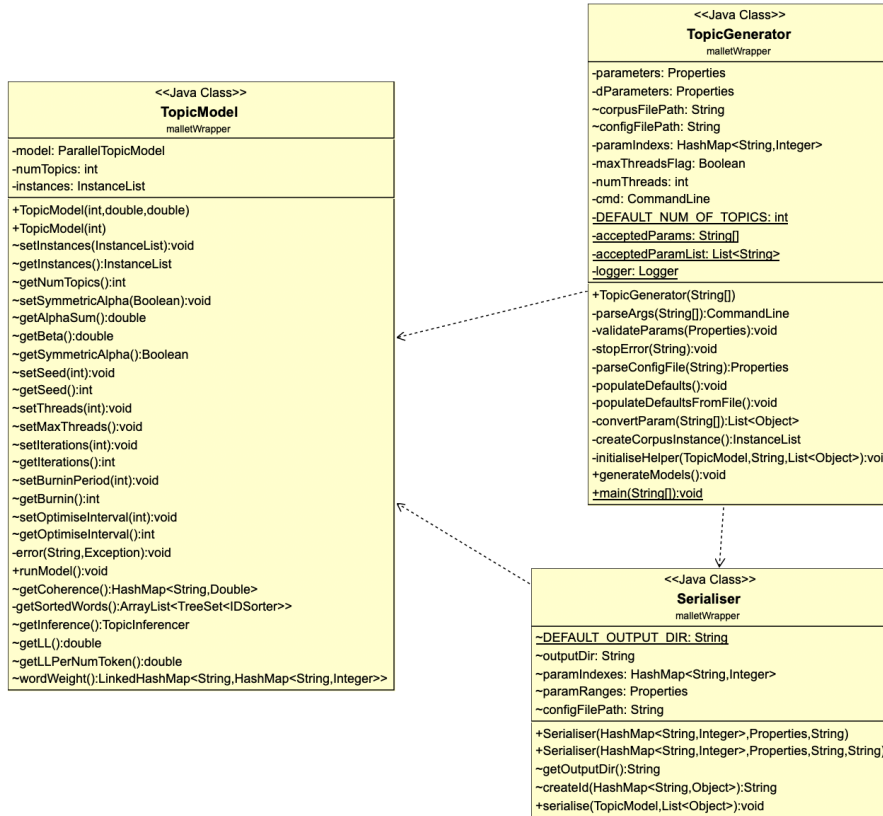 <<Java Class>>
TopicModel
malletWrapper
-model: ParallelTopicModel
-numTopics: int
-instances: InstanceList
+TopicModel(int,double,double)
+TopicModel(int)
~setInstances(InstanceList):void
~getInstances():InstanceList
~getNumTopics():int
~setSymmetricAlpha(Boolean):void
~getAlphaSum():double
~getBeta():double
~getSymmetricAlpha():Boolean
~setSeed(int):void
~getSeed():int
~setThreads(int):void
~setMaxThreads():void
~setIterations(int):void
~getIterations():int
~setBurninPeriod(int):void
~getBurnin():int
~setOptimiseInterval(int):void
~getOptimiseInterval():int
-error(String,Exception):void
+runModel():void
~getCoherence():HashMap<String,Double>
-getSortedWords():ArrayList<TreeSet<IDSorter>>
~getInference():TopicInferencer
~getLL():double
~getLLPerNumToken():double
~wordWeight():LinkedHashMap<String,HashMap<String,Integer>>
<<Java Class>>
TopicGenerator
malletWrapper
-parameters: Properties
-dParameters: Properties
~corpusFilePath: String
~configFilePath: String
-paramIndexs: HashMap<String,Integer>
-maxThreadsFlag: Boolean
-numThreads: int
-cmd: CommandLine
-DEFAULT_NUM_OF_TOPICS: int
-acceptedParams: String[]
-acceptedParamList: List<String>
-logger: Logger
+TopicGenerator(String[])
-parseArgs(String[]):CommandLine
-validateParams(Properties):void
-stopError(String):void
-parseConfigFile(String):Properties
-populateDefaults():void
-populateDefaultsFromFile():void
-convertParam(String[]):List<Object>
-createCorpusInstance():InstanceList
-initialiseHelper(TopicModel,String,List<Object>):voi
+generateModels():void
+main(String[]):void
<<Java Class>>
Serialiser
malletWrapper
~DEFAULT_OUTPUT_DIR: String
~outputDir: String
~paramIndexes: HashMap<String,Integer>
~paramRanges: Properties
~configFilePath: String
+Serialiser(HashMap<String,Integer>,Properties,String)
+Serialiser(HashMap<String,Integer>,Properties,String,String)
~getOutputDir():String
~createId(HashMap<String,Object>):String
+serialise(TopicModel,List<Object>):void